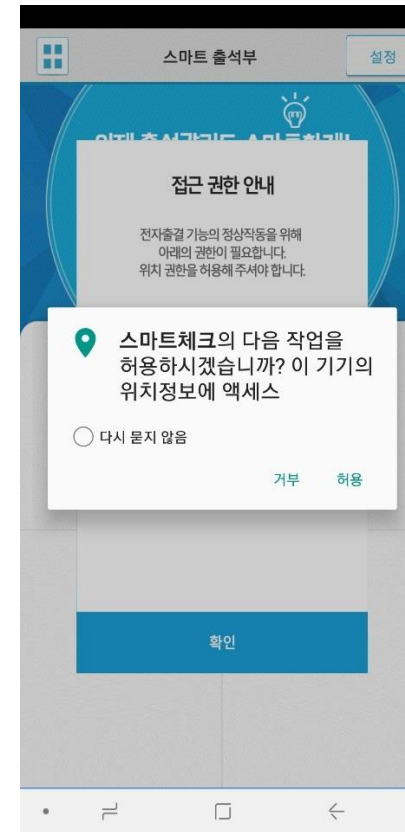 스마트 출석부
설정
접근 권한 안내
전자출결 기능의 정상작동을 위해
아래의 권한이 필요합니다.
위치 권한을 허용해 주셔야 합니다.
스마트체크의 다음 작업을
허용하시겠습니까? 이 기기의
위치정보에 액세스
다시 묻지 않음
거부 허용
확인